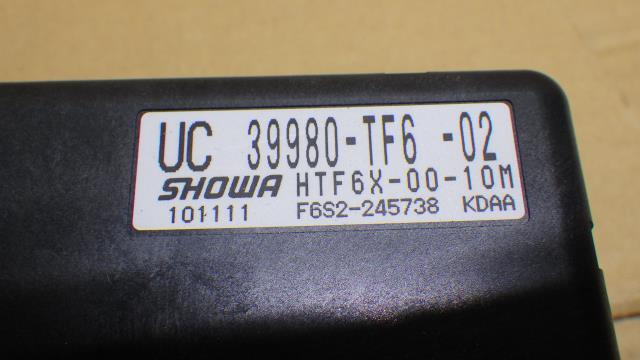 UC 39980-TF6 -02
SHOWA HTF6X-00-10M
101111 F6S2-245738 KDAA